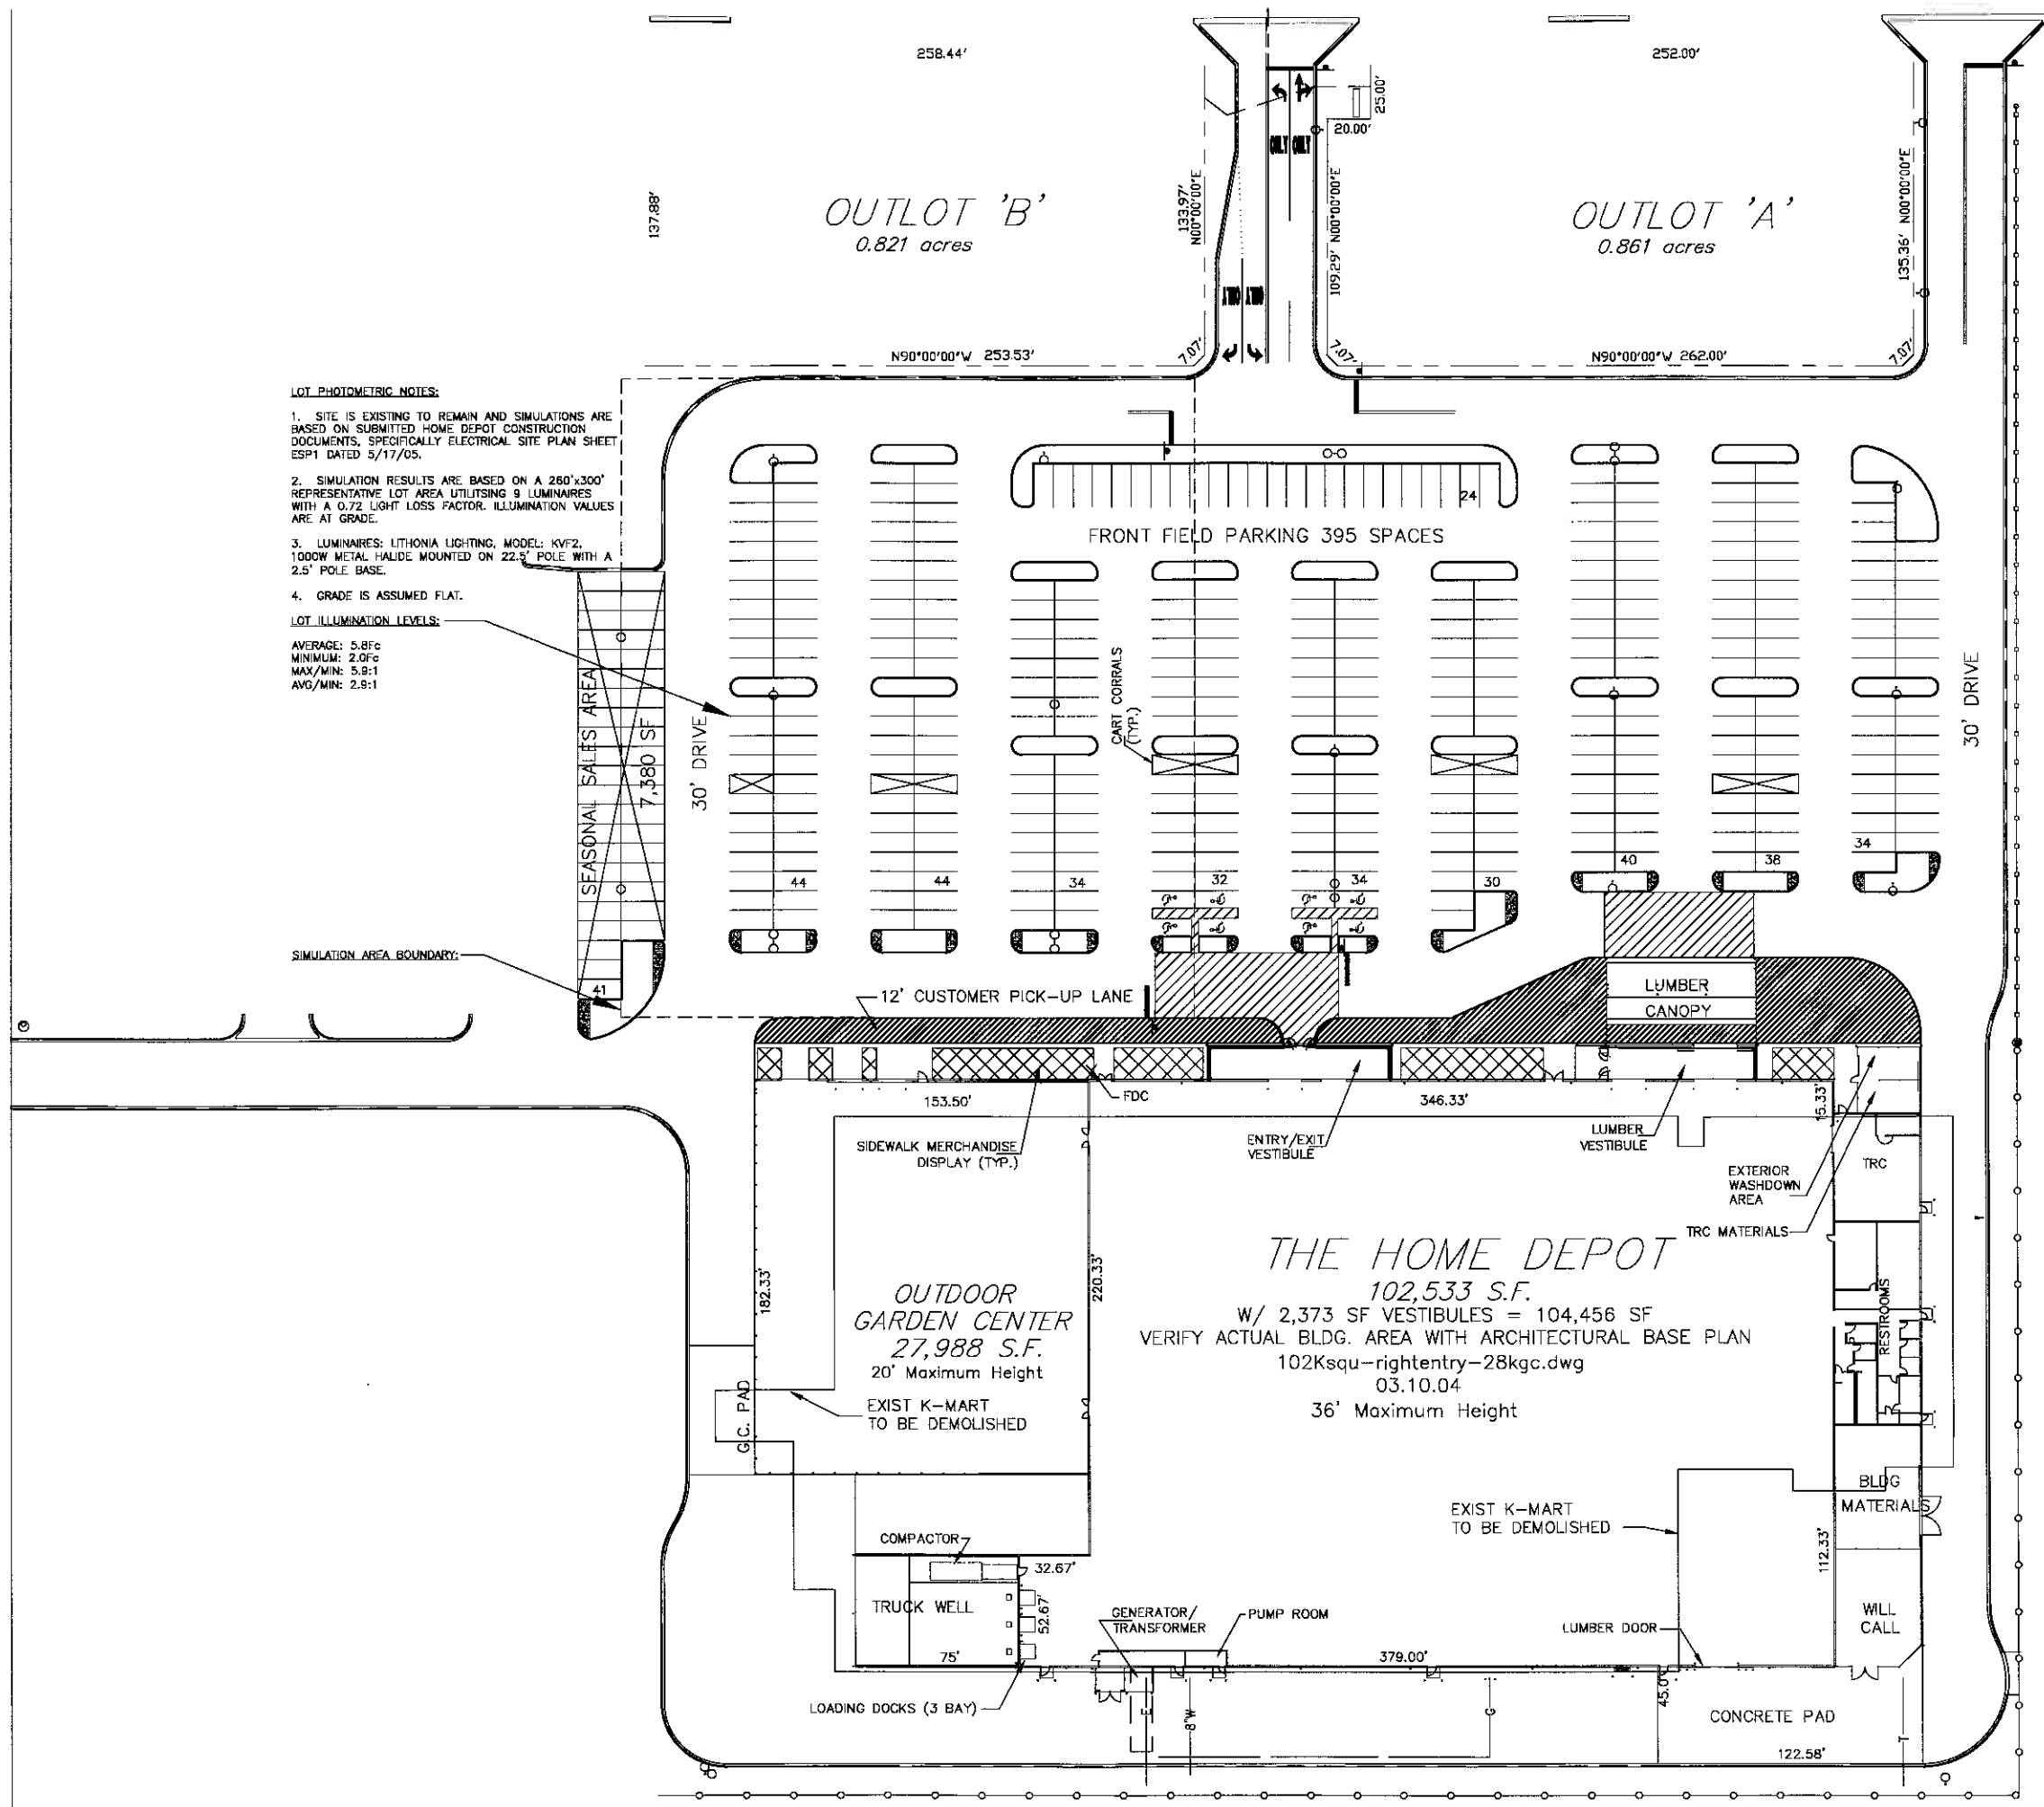 258.44'
252.00'
25.00'
20.00'
ONLY ONLY
137.88'
OUTLOT 'B'
0.821 acres
133.97'
N00°00'00"E
109.29' N00°00'00"E
OUTLOT 'A'
0.861 acres
135.36' N00°00'00"E
ONLY ONLY
N90°00'00"W 253.53'
7.07'
7.07'
N90°00'00"W 262.00'
7.07'
LOT PHOTOMETRIC NOTES:
1. SITE IS EXISTING TO REMAIN AND SIMULATIONS ARE
BASED ON SUBMITTED HOME DEPOT CONSTRUCTION
DOCUMENTS, SPECIFICALLY ELECTRICAL SITE PLAN SHEET
ESP1 DATED 5/17/05.
2. SIMULATION RESULTS ARE BASED ON A 260'x300'
REPRESENTATIVE LOT AREA UTILITSING 9 LUMINAIRES
WITH A 0.72 LIGHT LOSS FACTOR. ILLUMINATION VALUES
ARE AT GRADE.
3. LUMINAIRES: LITHONIA LIGHTING, MODEL: KVF2,
1000W METAL HALIDE MOUNTED ON 22.5' POLE WITH A
2.5' POLE BASE.
4. GRADE IS ASSUMED FLAT.
LOT ILLUMINATION LEVELS:
AVERAGE: 5.8Fc
MINIMUM: 2.0Fc
MAX/MIN: 5.9:1
AVG/MIN: 2.9:1
24
FRONT FIELD PARKING 395 SPACES
SEASONAL SALES AREA
7,380 SF
30' DRIVE
CART CORRALS
(TYP.)
30' DRIVE
44
44
34
32
34
30
40
38
34
SIMULATION AREA BOUNDARY:
41
12' CUSTOMER PICK-UP LANE
LUMBER
CANOPY
153.50'
FDC
346.33'
15.33'
SIDEWALK MERCHANDISE
DISPLAY (TYP.)
ENTRY/EXIT
VESTIBULE
LUMBER
VESTIBULE
EXTERIOR
WASHDOWN
AREA
TRC
TRC MATERIALS
182.33'
220.33'
OUTDOOR
GARDEN CENTER
27,988 S.F.
20' Maximum Height
THE HOME DEPOT
102,533 S.F.
W/ 2,373 SF VESTIBULES = 104,456 SF
VERIFY ACTUAL BLDG. AREA WITH ARCHITECTURAL BASE PLAN
102Ksqu-rightentry-28kgc.dwg
03.10.04
36' Maximum Height
RESTROOMS
G.C. PAD
EXIST K-MART
TO BE DEMOLISHED
EXIST K-MART
TO BE DEMOLISHED
BLDG
MATERIALS
COMPACTOR
32.67'
112.33'
TRUCK WELL
52.67'
GENERATOR/
TRANSFORMER
PUMP ROOM
LUMBER DOOR
WILL
CALL
75'
379.00'
LOADING DOCKS (3 BAY)
E
8"W
G
45.0'
CONCRETE PAD
T
122.58'